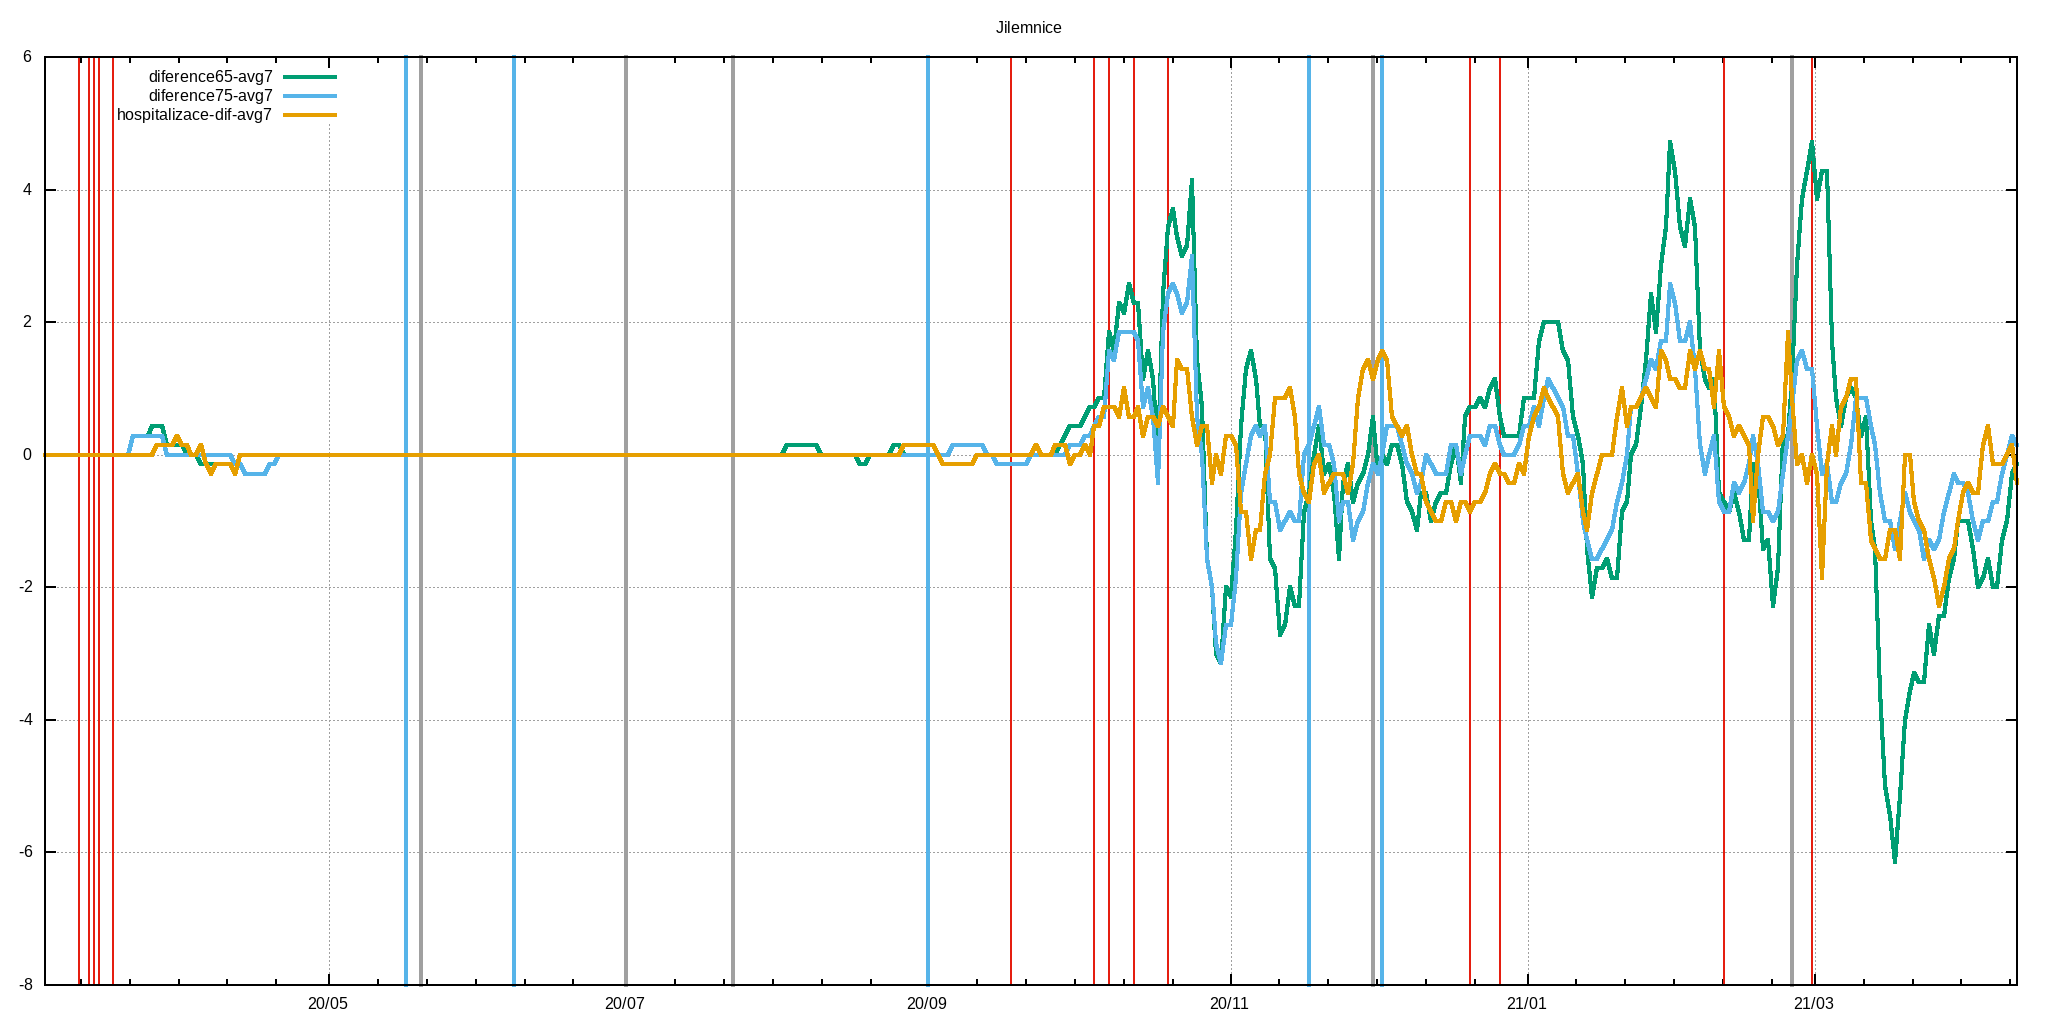 Jilemnice
diference65-avg7
diference75-avg7
hospitalizace-dif-avg7
6
4
2
0
-2
-4
-6
-8
20/05 20/07 20/09 20/11 21/01 21/03